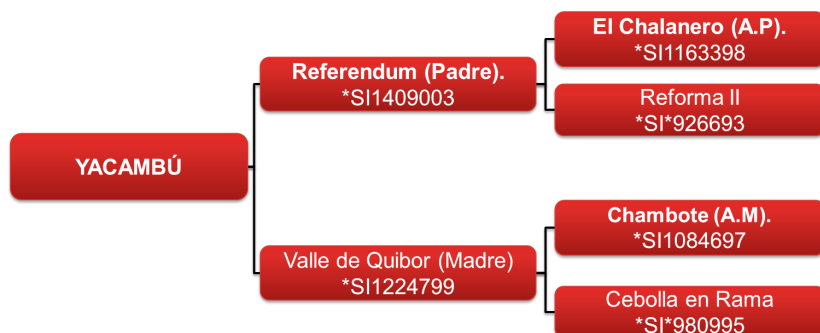 El Chalanero (A.P).
*SI1163398
Referendum (Padre).
*SI1409003
Reforma II
*SI*926693
YACAMBÚ
Chambote (A.M).
*SI1084697
Valle de Quibor (Madre)
*SI1224799
Cebolla en Rama
*SI*980995